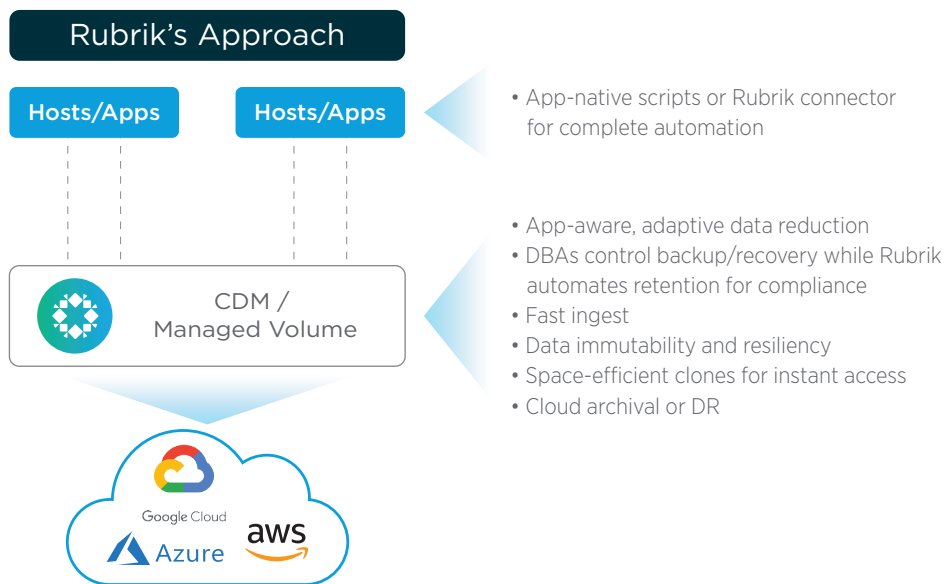 Rubrik’s Approach
Hosts/Apps
Hosts/Apps
• App-native scripts or Rubrik connector
for complete automation
• App-aware, adaptive data reduction
• DBAs control backup/recovery while Rubrik
automates retention for compliance
• Fast ingest
• Data immutability and resiliency
• Space-efficient clones for instant access
• Cloud archival or DR
CDM /
Managed Volume
Google Cloud
Azure
aws